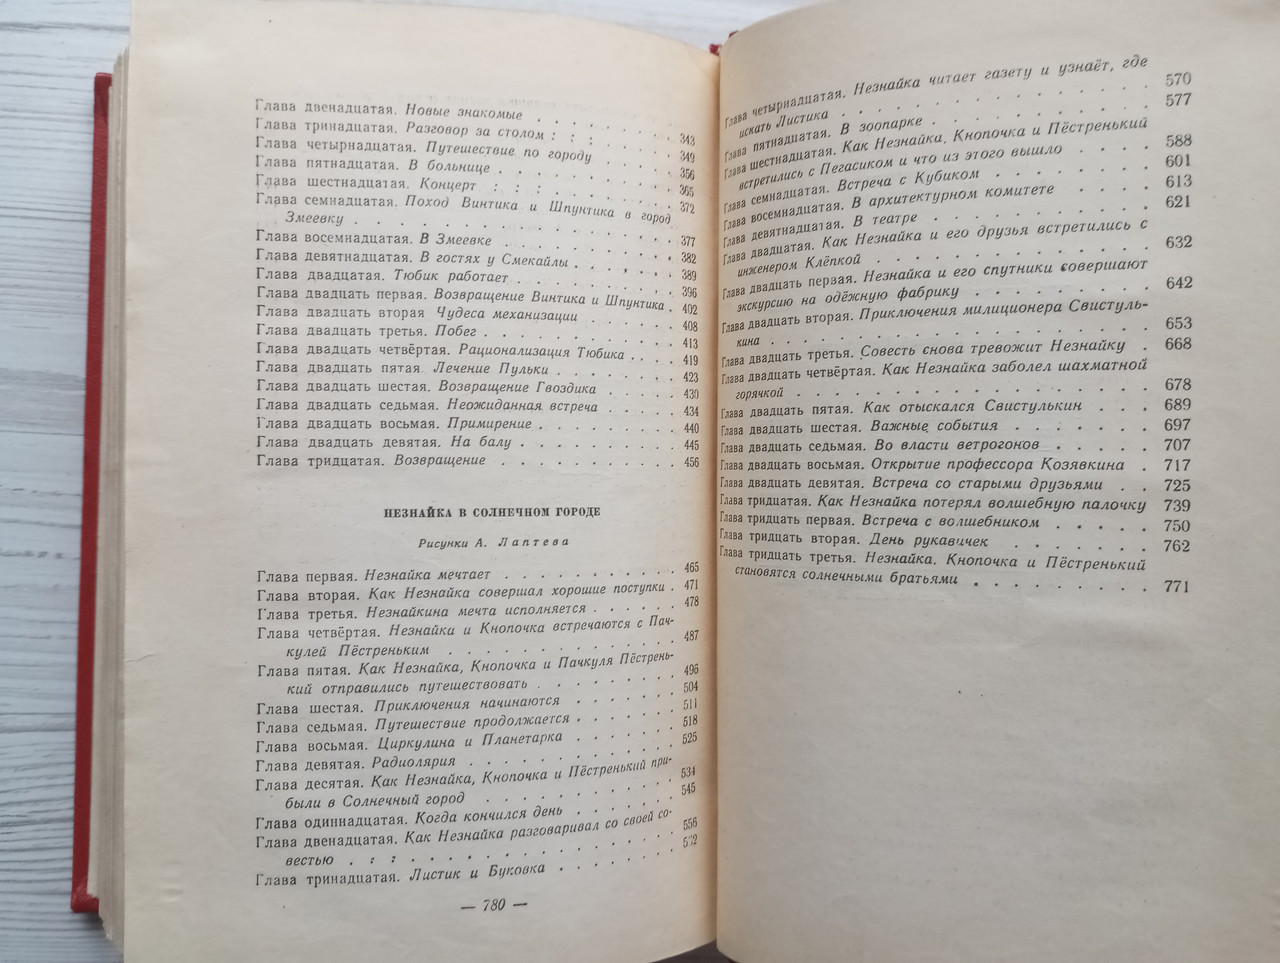 Глава двенадцатая. Новые знакомые . . . . . . . . . . 343
Глава тринадцатая. Разговор за столом : : : . . . . . . 349
Глава четырнадцатая. Путешествие по городу . . . . . . 356
Глава пятнадцатая. В больнице . . . . . . . . . . . 365
Глава шестнадцатая. Концерт : : : . . . . . . . . . 372
Глава семнадцатая. Поход Винтика и Шпунтика в город
Змеевку . . . . . . . . . . . . . . . . . 377
Глава восемнадцатая. В Змеевке . . . . . . . . . . 382
Глава девятнадцатая. В гостях у Смекайлы . . . . . . . 389
Глава двадцатая. Тюбик работает . . . . . . . . . . 396
Глава двадцать первая. Возвращение Винтика и Шпунтика . 402
Глава двадцать вторая Чудеса механизации . . . . . . 408
Глава двадцать третья. Побег . . . . . . . . . . . 413
Глава двадцать четвёртая. Рационализация Тюбика . . . . 419
Глава двадцать пятая. Лечение Пульки . . . . . . . . 423
Глава двадцать шестая. Возвращение Гвоздика . . . . . 430
Глава двадцать седьмая. Неожиданная встреча . . . . . 434
Глава двадцать восьмая. Примирение . . . . . . . . . 440
Глава двадцать девятая. На балу . . . . . . . . . . 445
Глава тридцатая. Возвращение . . . . . . . . . . . 456
НЕЗНАЙКА В СОЛНЕЧНОМ ГОРОДЕ
Рисунки А. Лаптева
Глава первая. Незнайка мечтает . . . . . . . . . . 465
Глава вторая. Как Незнайка совершал хорошие поступки . 471
Глава третья. Незнайкина мечта исполняется . . . . . . 478
Глава четвёртая. Незнайка и Кнопочка встречаются с Пач-
кулей Пёстреньким . . . . . . . . . . . . . 487
Глава пятая. Как Незнайка, Кнопочка и Пачкуля Пёстрень-
кий отправились путешествовать . . . . . . . . . 496
Глава шестая. Приключения начинаются . . . . . . . 504
Глава седьмая. Путешествие продолжается . . . . . . . 511
Глава восьмая. Циркулина и Планетарка . . . . . . . 518
Глава девятая. Радиолярия . . . . . . . . . . . . 525
Глава десятая. Как Незнайка, Кнопочка и Пёстренький при-
были в Солнечный город . . . . . . . . . . . 534
Глава одиннадцатая. Когда кончился день . . . . . . . 545
Глава двенадцатая. Как Незнайка разговаривал со своей со-
вестью . : : . . . . . . . . . . . . . . 556
Глава тринадцатая. Листик и Буковка . . . . . . . .
— 780 —
Глава четырнадцатая. Незнайка читает газету и узнаёт, где
искать Листика . . . . . . . . . . . . . . 570
Глава пятнадцатая. В зоопарке . . . . . . . . . . 577
Глава шестнадцатая. Как Незнайка, Кнопочка и Пёстренький
встретились с Пегасиком и что из этого вышло . . . . 588
Глава семнадцатая. Встреча с Кубиком . . . . . . . . 601
Глава восемнадцатая. В архитектурном комитете . . . . 613
Глава девятнадцатая. В театре . . . . . . . . . . 621
Глава двадцатая. Как Незнайка и его друзья встретились с
инженером Клёпкой . . . . . . . . . . . . . 632
Глава двадцать первая. Незнайка и его спутники совершают
экскурсию на одёжную фабрику . . . . . . . . . 642
Глава двадцать вторая. Приключения милиционера Свистуль-
кина . . . . . . . . . . . . . . . . . . 653
Глава двадцать третья. Совесть снова тревожит Незнайку . 668
Глава двадцать четвёртая. Как Незнайка заболел шахматной
горячкой . . . . . . . . . . . . . . . . 678
Глава двадцать пятая. Как отыскался Свистулькин . . . 689
Глава двадцать шестая. Важные события . . . . . . . 697
Глава двадцать седьмая. Во власти ветрогонов . . . . . 707
Глава двадцать восьмая. Открытие профессора Козявкина . 717
Глава двадцать девятая. Встреча со старыми друзьями . . 725
Глава тридцатая. Как Незнайка потерял волшебную палочку 739
Глава тридцать первая. Встреча с волшебником . . . . . 750
Глава тридцать вторая. День рукавичек . . . . . . . 762
Глава тридцать третья. Незнайка, Кнопочка и Пёстренький
становятся солнечными братьями . . . . . . . . . 771